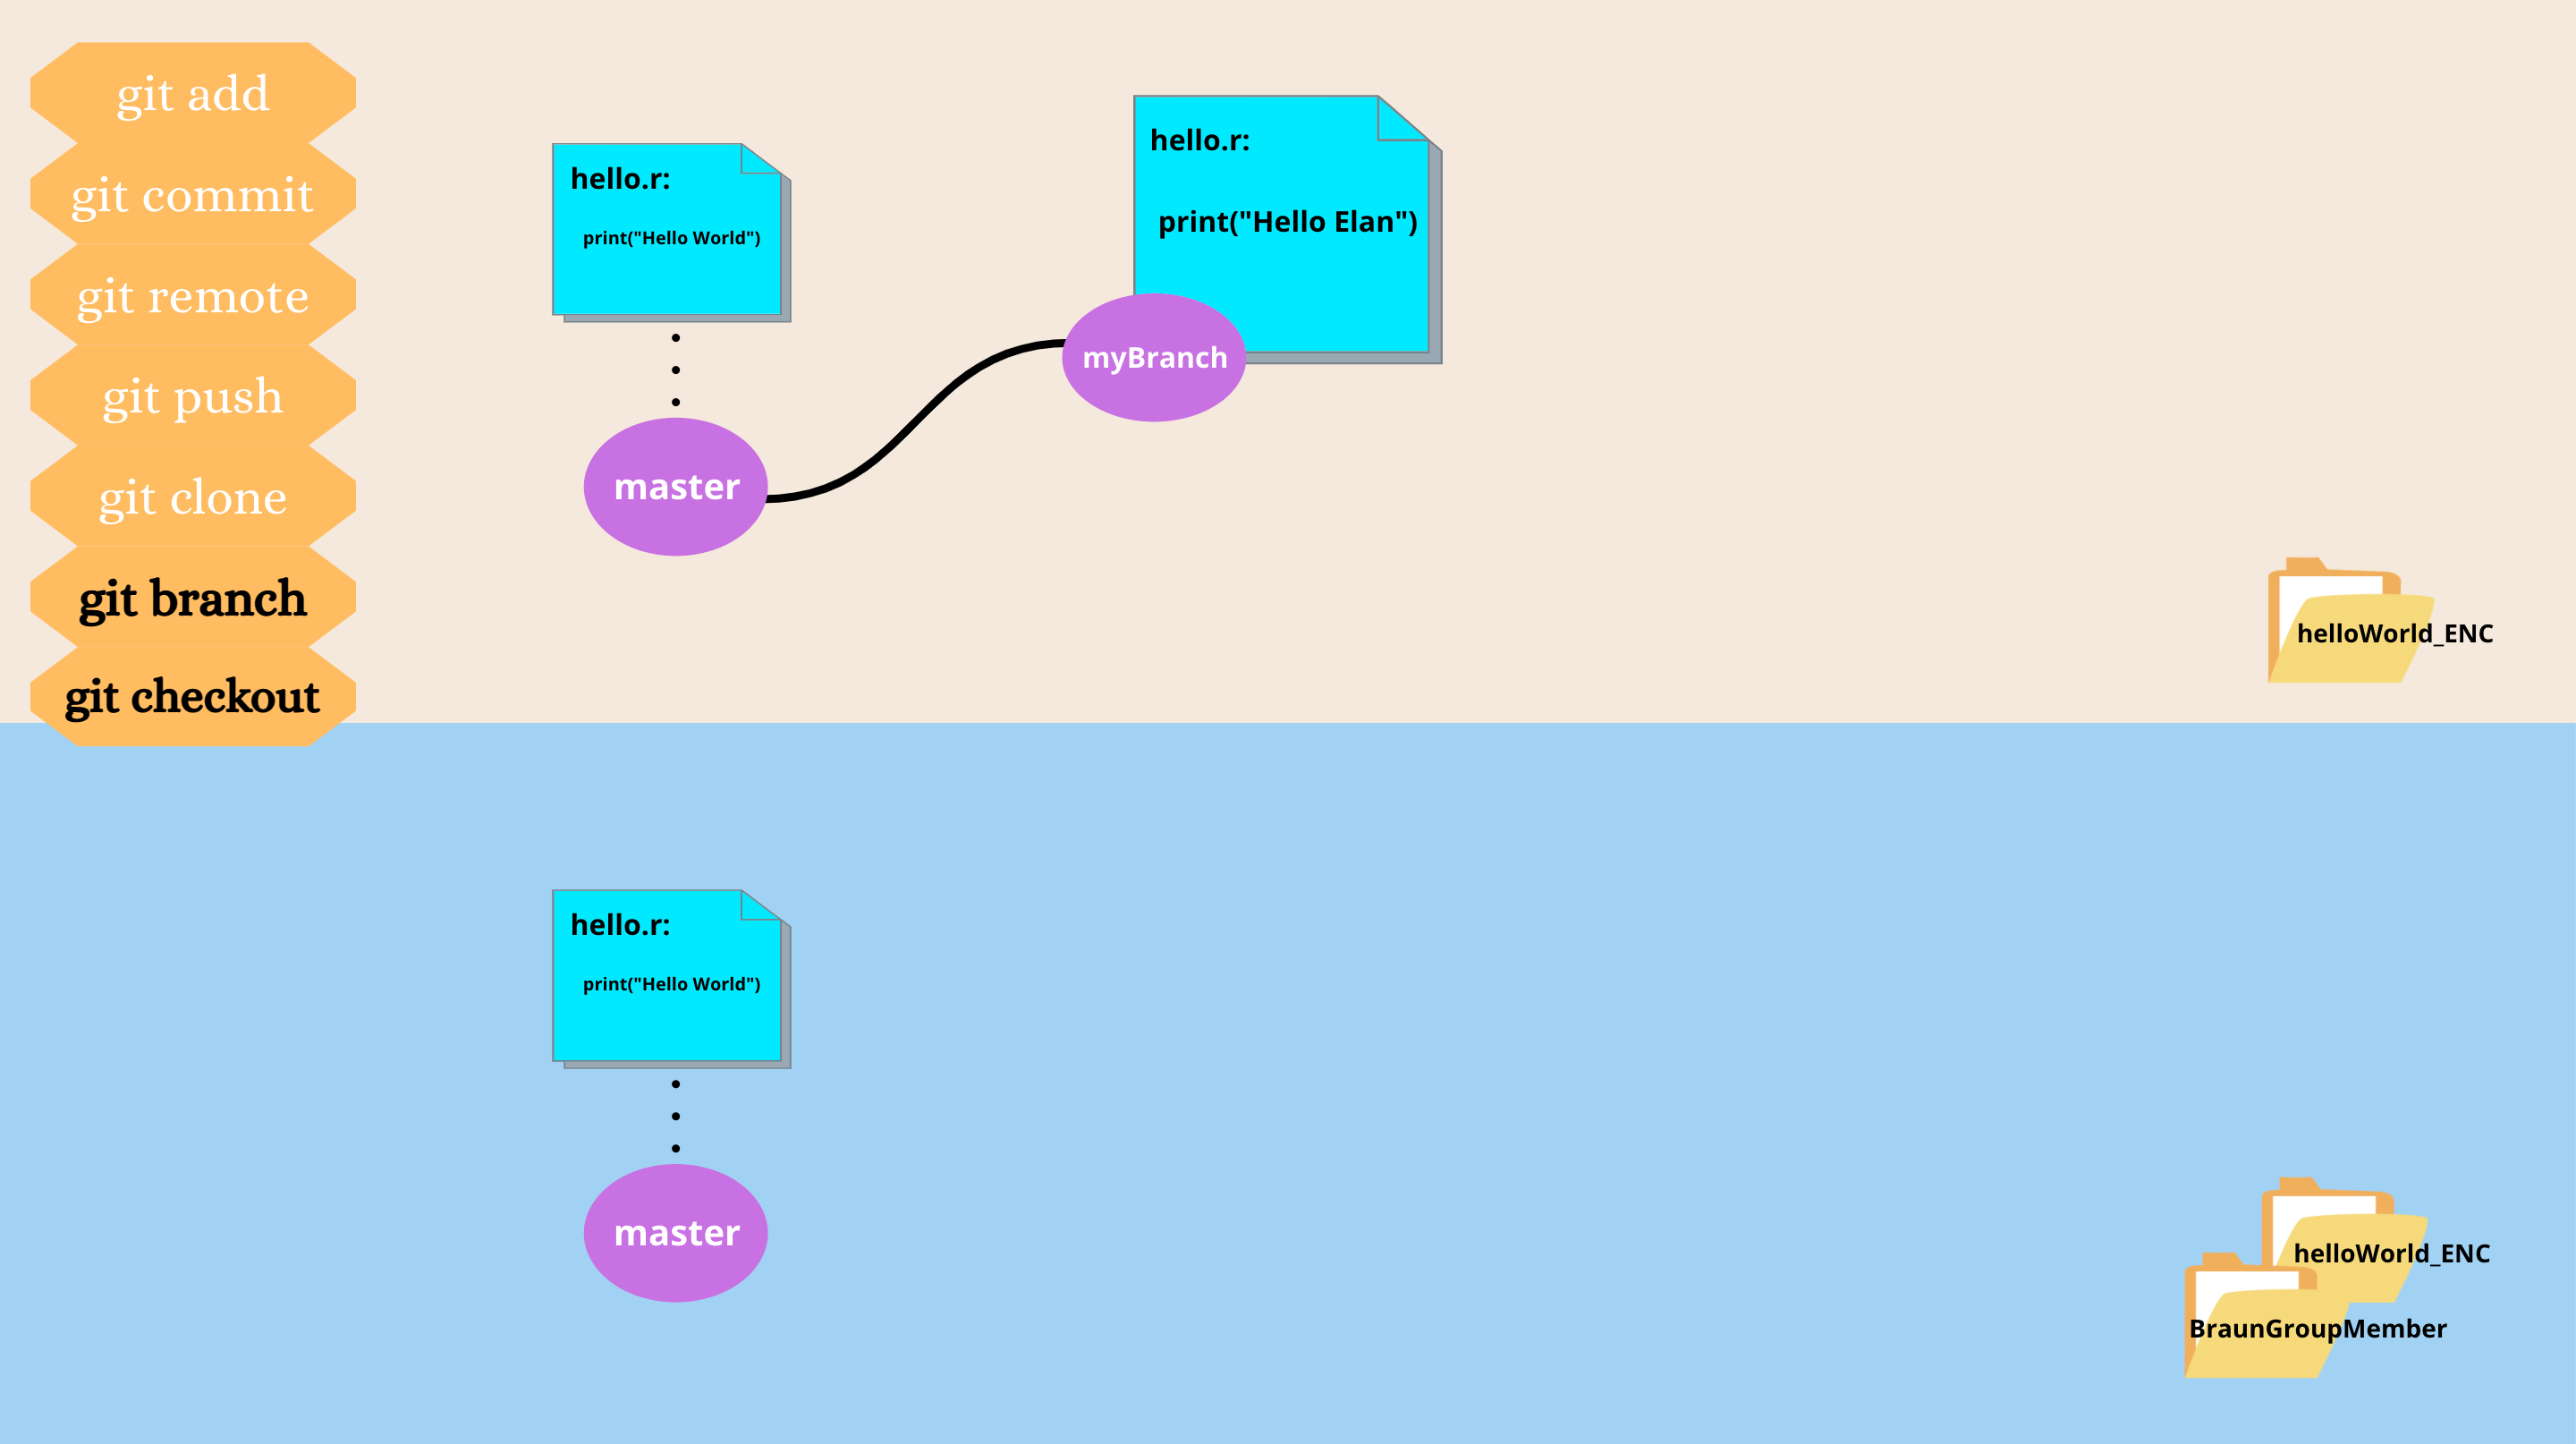 git add
git commit
git remote
git push
git clone
git branch
git checkout
hello.r:
print("Hello World")
master
hello.r:
print("Hello Elan")
myBranch
helloWorld_ENC
hello.r:
print("Hello World")
master
helloWorld_ENC
BraunGroupMember